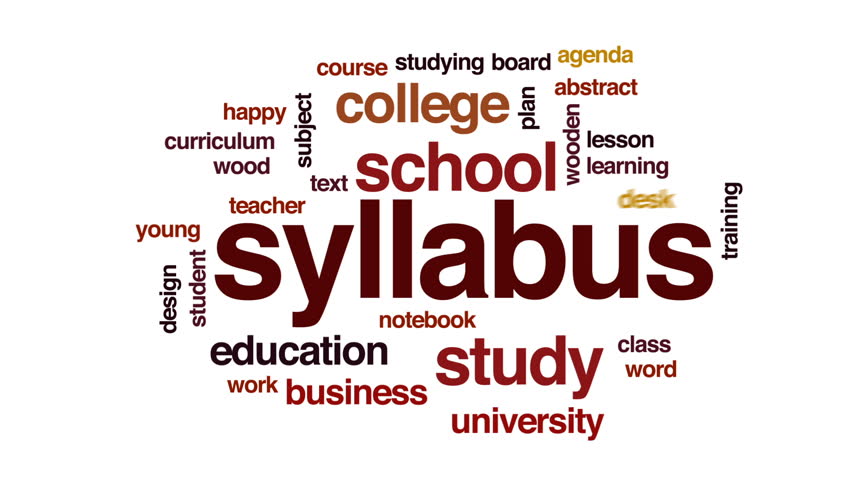 agenda
course
studying
board
abstract
college
happy
subject
plan
wooden
curriculum
lesson
wood
school
learning
text
desk
training
teacher
syllabus
young
design
student
notebook
education
study
class
word
work
business
university